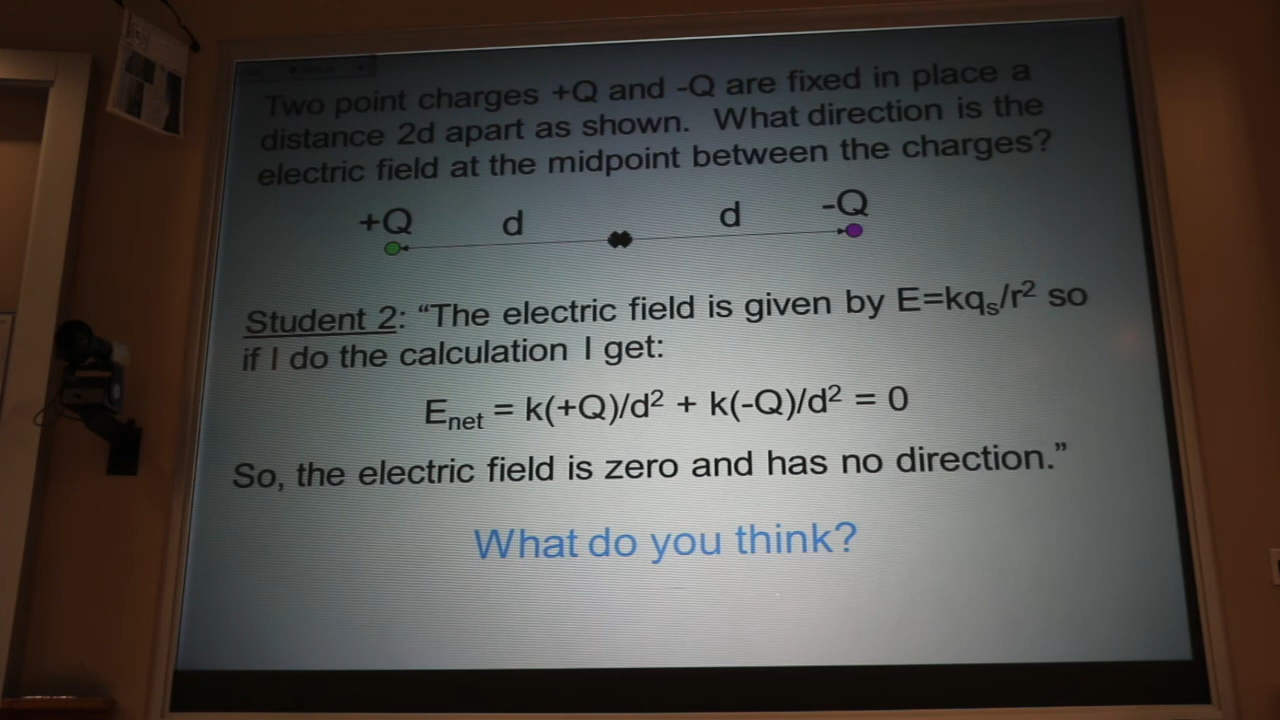 Two point charges +Q and -Q are fixed in place a
distance 2d apart as shown. What direction is the
electric field at the midpoint between the charges?
+Q d d -Q
Student 2: “The electric field is given by E=kqₛ/r² so
if I do the calculation I get:
Eₙₑₜ = k(+Q)/d² + k(-Q)/d² = 0
So, the electric field is zero and has no direction.”
What do you think?